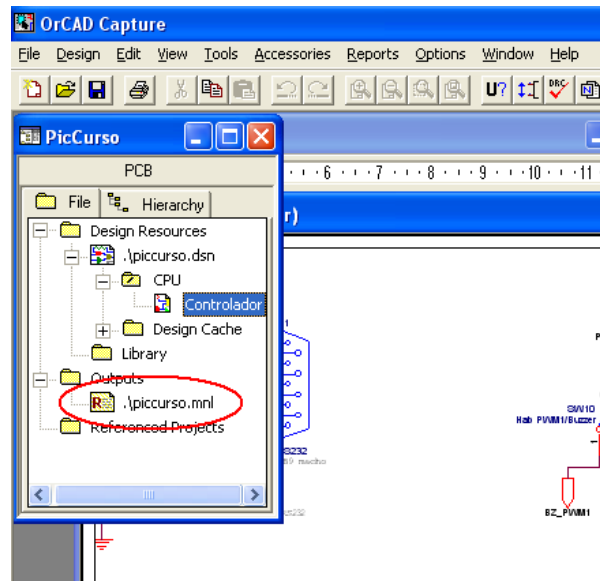 OrCAD Capture
File Design Edit View Tools Accessories Reports Options Window Help
U? DRC
PicCurso
PCB
6 7 8 9 10 11
File Hierarchy
r)
Design Resources
.\piccurso.dsn
CPU
Controlador
Design Cache
Library
Outputs
R .\piccurso.mnl
Referenced Projects
SW10
Hab PWM1/Buzzer
macho
BZ_PWM1